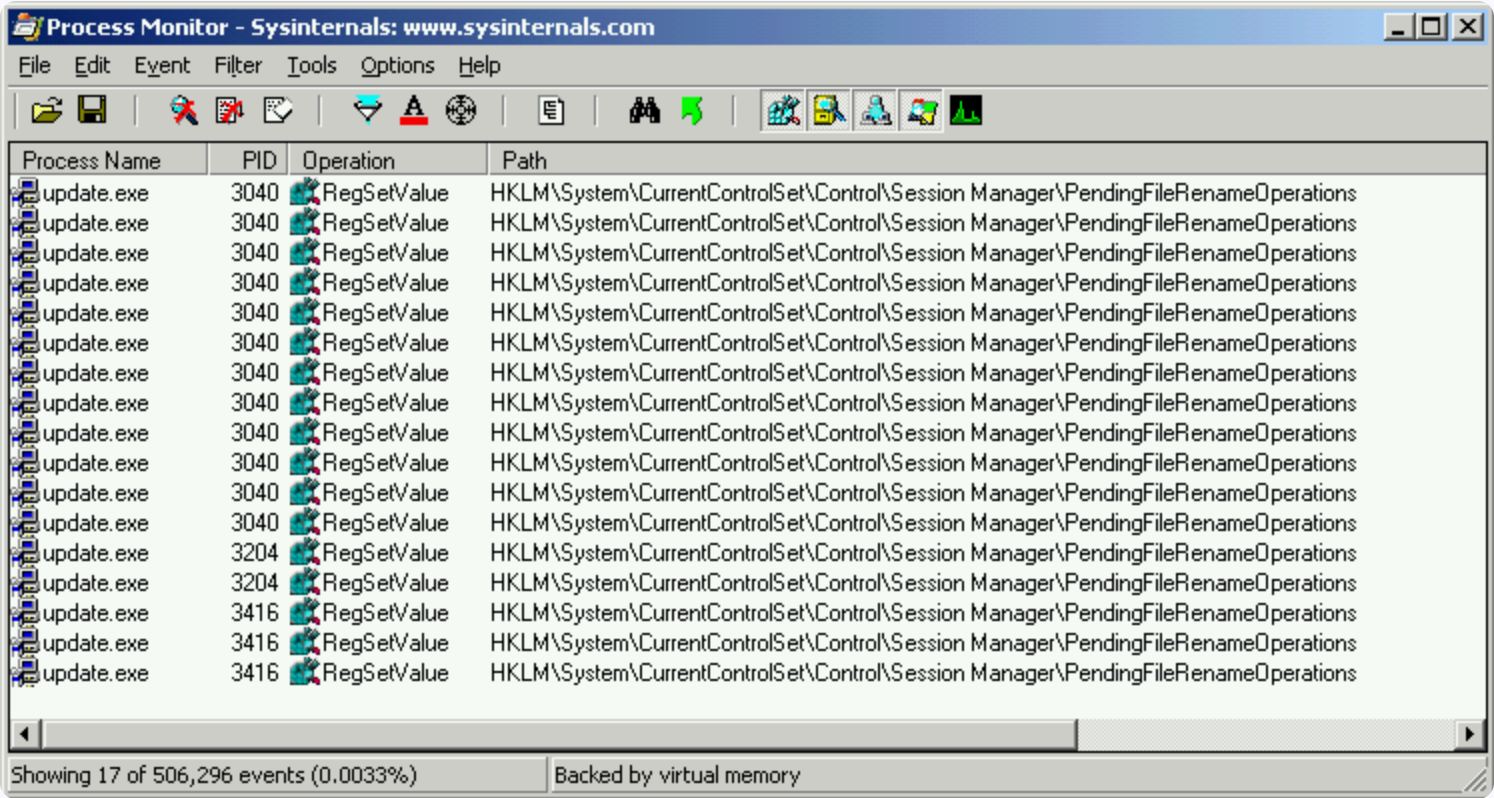 Process Monitor - Sysinternals: www.sysinternals.com
File Edit Event Filter Tools Options Help
Process Name PID Operation Path
update.exe 3040 RegSetValue HKLM\System\CurrentControlSet\Control\Session Manager\PendingFileRenameOperations
update.exe 3040 RegSetValue HKLM\System\CurrentControlSet\Control\Session Manager\PendingFileRenameOperations
update.exe 3040 RegSetValue HKLM\System\CurrentControlSet\Control\Session Manager\PendingFileRenameOperations
update.exe 3040 RegSetValue HKLM\System\CurrentControlSet\Control\Session Manager\PendingFileRenameOperations
update.exe 3040 RegSetValue HKLM\System\CurrentControlSet\Control\Session Manager\PendingFileRenameOperations
update.exe 3040 RegSetValue HKLM\System\CurrentControlSet\Control\Session Manager\PendingFileRenameOperations
update.exe 3040 RegSetValue HKLM\System\CurrentControlSet\Control\Session Manager\PendingFileRenameOperations
update.exe 3040 RegSetValue HKLM\System\CurrentControlSet\Control\Session Manager\PendingFileRenameOperations
update.exe 3040 RegSetValue HKLM\System\CurrentControlSet\Control\Session Manager\PendingFileRenameOperations
update.exe 3040 RegSetValue HKLM\System\CurrentControlSet\Control\Session Manager\PendingFileRenameOperations
update.exe 3040 RegSetValue HKLM\System\CurrentControlSet\Control\Session Manager\PendingFileRenameOperations
update.exe 3040 RegSetValue HKLM\System\CurrentControlSet\Control\Session Manager\PendingFileRenameOperations
update.exe 3204 RegSetValue HKLM\System\CurrentControlSet\Control\Session Manager\PendingFileRenameOperations
update.exe 3204 RegSetValue HKLM\System\CurrentControlSet\Control\Session Manager\PendingFileRenameOperations
update.exe 3416 RegSetValue HKLM\System\CurrentControlSet\Control\Session Manager\PendingFileRenameOperations
update.exe 3416 RegSetValue HKLM\System\CurrentControlSet\Control\Session Manager\PendingFileRenameOperations
update.exe 3416 RegSetValue HKLM\System\CurrentControlSet\Control\Session Manager\PendingFileRenameOperations
Showing 17 of 506,296 events (0.0033%) Backed by virtual memory